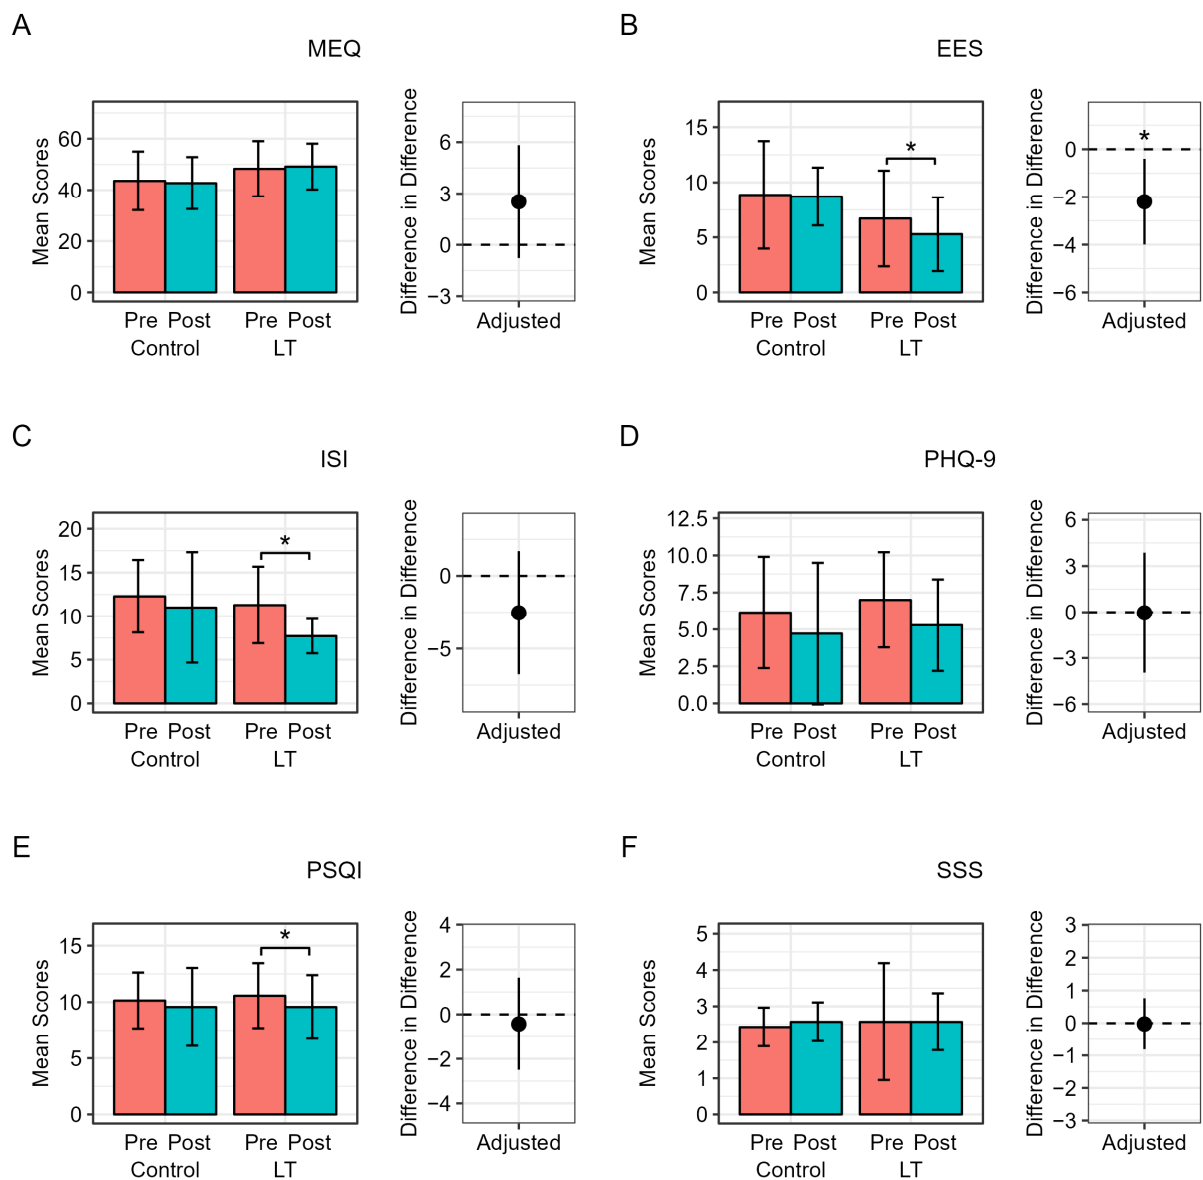 A
MEQ
Mean Scores
60
40
20
0
Pre Post Pre Post
Control LT
Difference in Difference
6
3
0
−3
Adjusted
B
EES
Mean Scores
15
10
5
0
*
Pre Post Pre Post
Control LT
Difference in Difference
0
−2
−4
−6
*
Adjusted
C
ISI
Mean Scores
20
15
10
5
0
*
Pre Post Pre Post
Control LT
Difference in Difference
0
−5
Adjusted
D
PHQ-9
Mean Scores
12.5
10.0
7.5
5.0
2.5
0.0
Pre Post Pre Post
Control LT
Difference in Difference
6
3
0
−3
−6
Adjusted
E
PSQI
Mean Scores
15
10
5
0
*
Pre Post Pre Post
Control LT
Difference in Difference
4
2
0
−2
−4
Adjusted
F
SSS
Mean Scores
5
4
3
2
1
0
Pre Post Pre Post
Control LT
Difference in Difference
3
2
1
0
−1
−2
−3
Adjusted